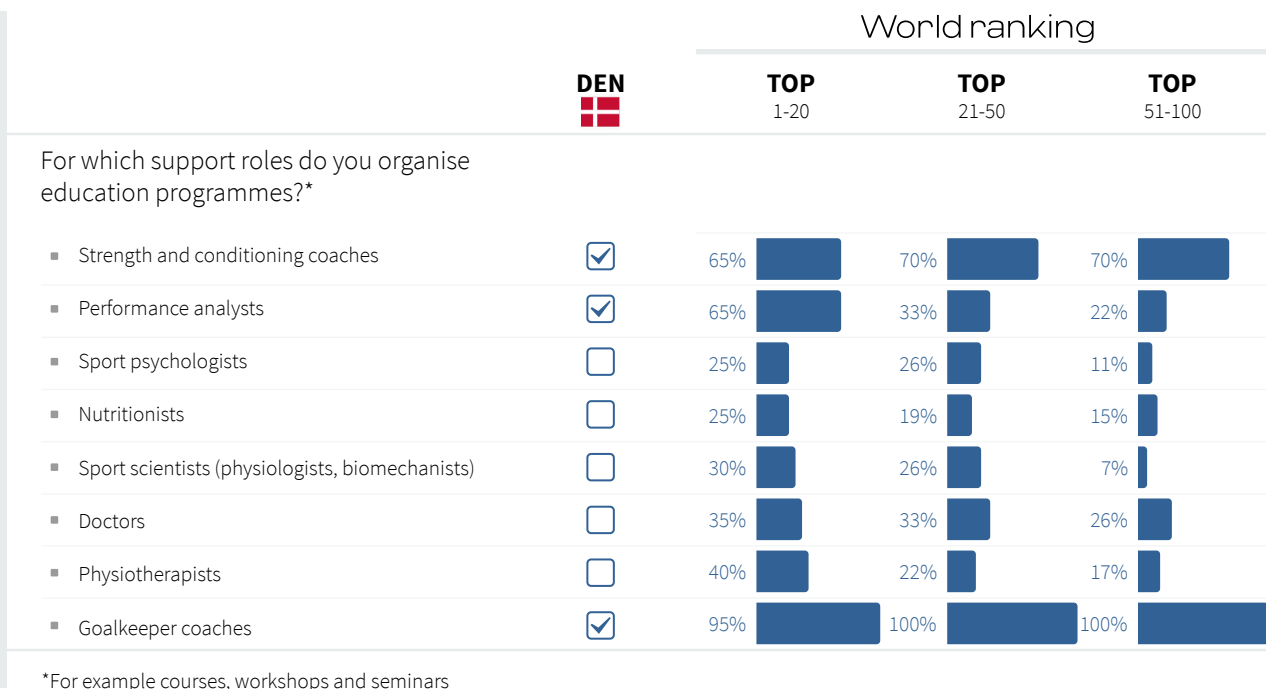 World ranking
DEN TOP TOP TOP
1-20 21-50 51-100
For which support roles do you organise
education programmes?*
Strength and conditioning coaches 65% 70% 70%
Performance analysts 65% 33% 22%
Sport psychologists 25% 26% 11%
Nutritionists 25% 19% 15%
Sport scientists (physiologists, biomechanists) 30% 26% 7%
Doctors 35% 33% 26%
Physiotherapists 40% 22% 17%
Goalkeeper coaches 95% 100% 100%
*For example courses, workshops and seminars